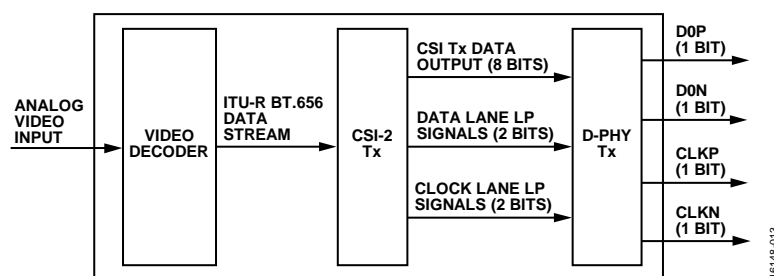 ANALOG
VIDEO
INPUT
VIDEO
DECODER
ITU-R BT.656
DATA
STREAM
CSI-2
Tx
CSI Tx DATA
OUTPUT (8 BITS)
DATA LANE LP
SIGNALS (2 BITS)
CLOCK LANE LP
SIGNALS (2 BITS)
D-PHY
Tx
D0P
(1 BIT)
D0N
(1 BIT)
CLKP
(1 BIT)
CLKN
(1 BIT)